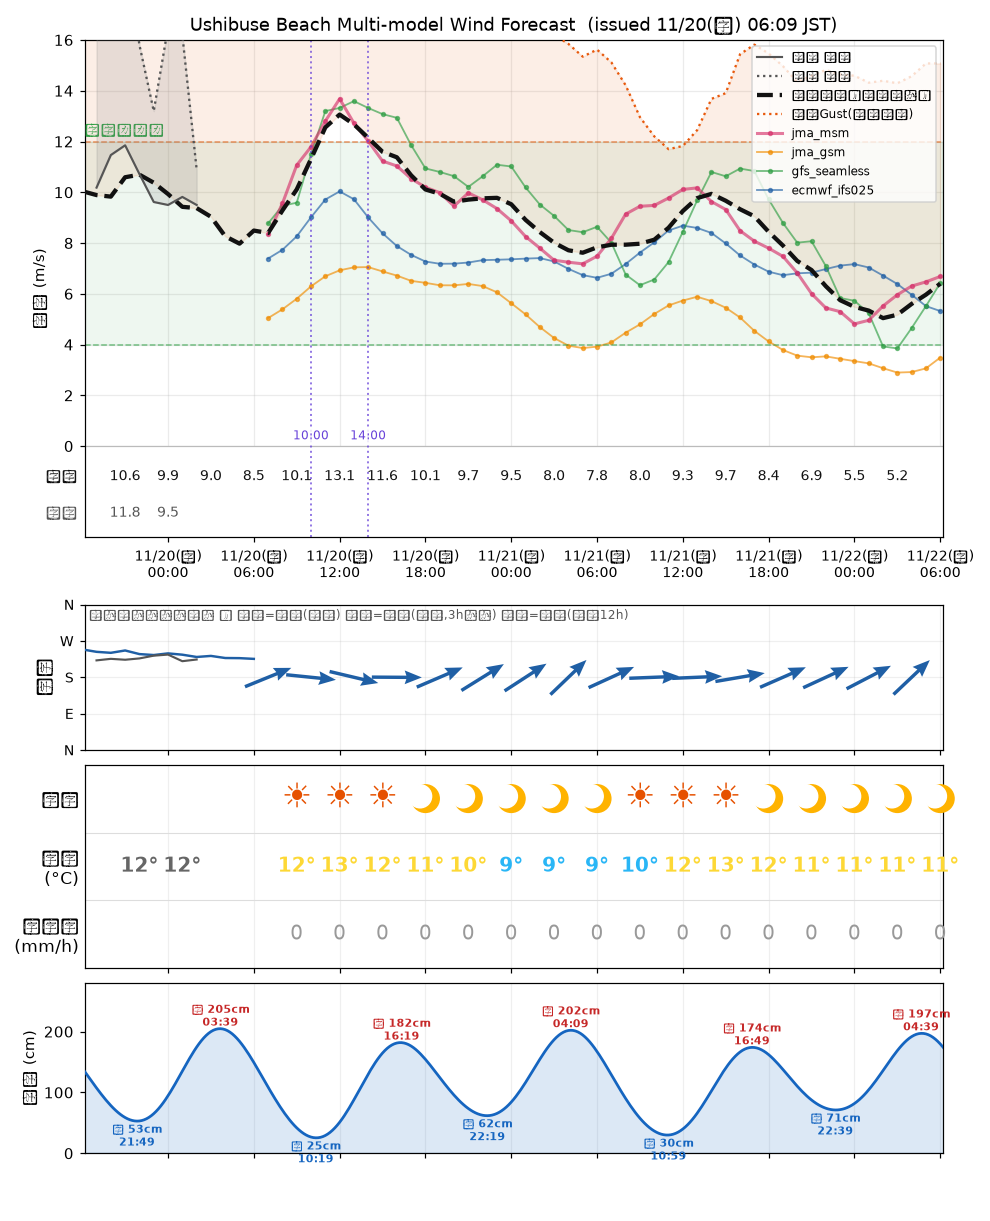 Ushibuse Beach Multi-model Wind Forecast (issued 11/20( ) 06:09 JST)
16
14
12
10
8
6
4
2
0
(m/s)
Gust( )
jma_msm
jma_gsm
gfs_seamless
ecmwf_ifs025
10:00 14:00
10.6 9.9 9.0 8.5 10.1 13.1 11.6 10.1 9.7 9.5 8.0 7.8 8.0 9.3 9.7 8.4 6.9 5.5 5.2
11.8 9.5
11/20( ) 11/20( ) 11/20( ) 11/20( ) 11/21( ) 11/21( ) 11/21( ) 11/21( ) 11/22( ) 11/22( )
00:00 06:00 12:00 18:00 00:00 06:00 12:00 18:00 00:00 06:00
= ( ) = ( ,3h ) = ( 12h)
N
W
S
E
N
12° 12° 12° 13° 12° 11° 10° 9° 9° 9° 10° 12° 13° 12° 11° 11° 11° 11°
(°C)
0 0 0 0 0 0 0 0 0 0 0 0 0 0 0 0
(mm/h)
(cm)
200
100
0
205cm
03:39
182cm
16:19
202cm
04:09
174cm
16:49
197cm
04:39
53cm
21:49
25cm
10:19
62cm
22:19
30cm
10:59
71cm
22:39